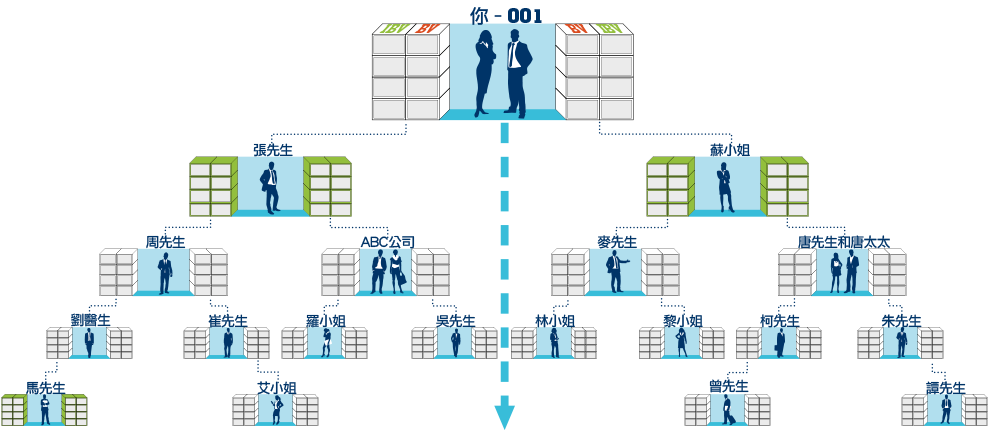 你 - 001
IBV BV BV IBV
張先生 蘇小姐
周先生 ABC公司 麥先生 唐先生和唐太太
劉醫生 崔先生 羅小姐 吳先生 林小姐 黎小姐 柯先生 朱先生
馬先生 艾小姐 曾先生 譚先生